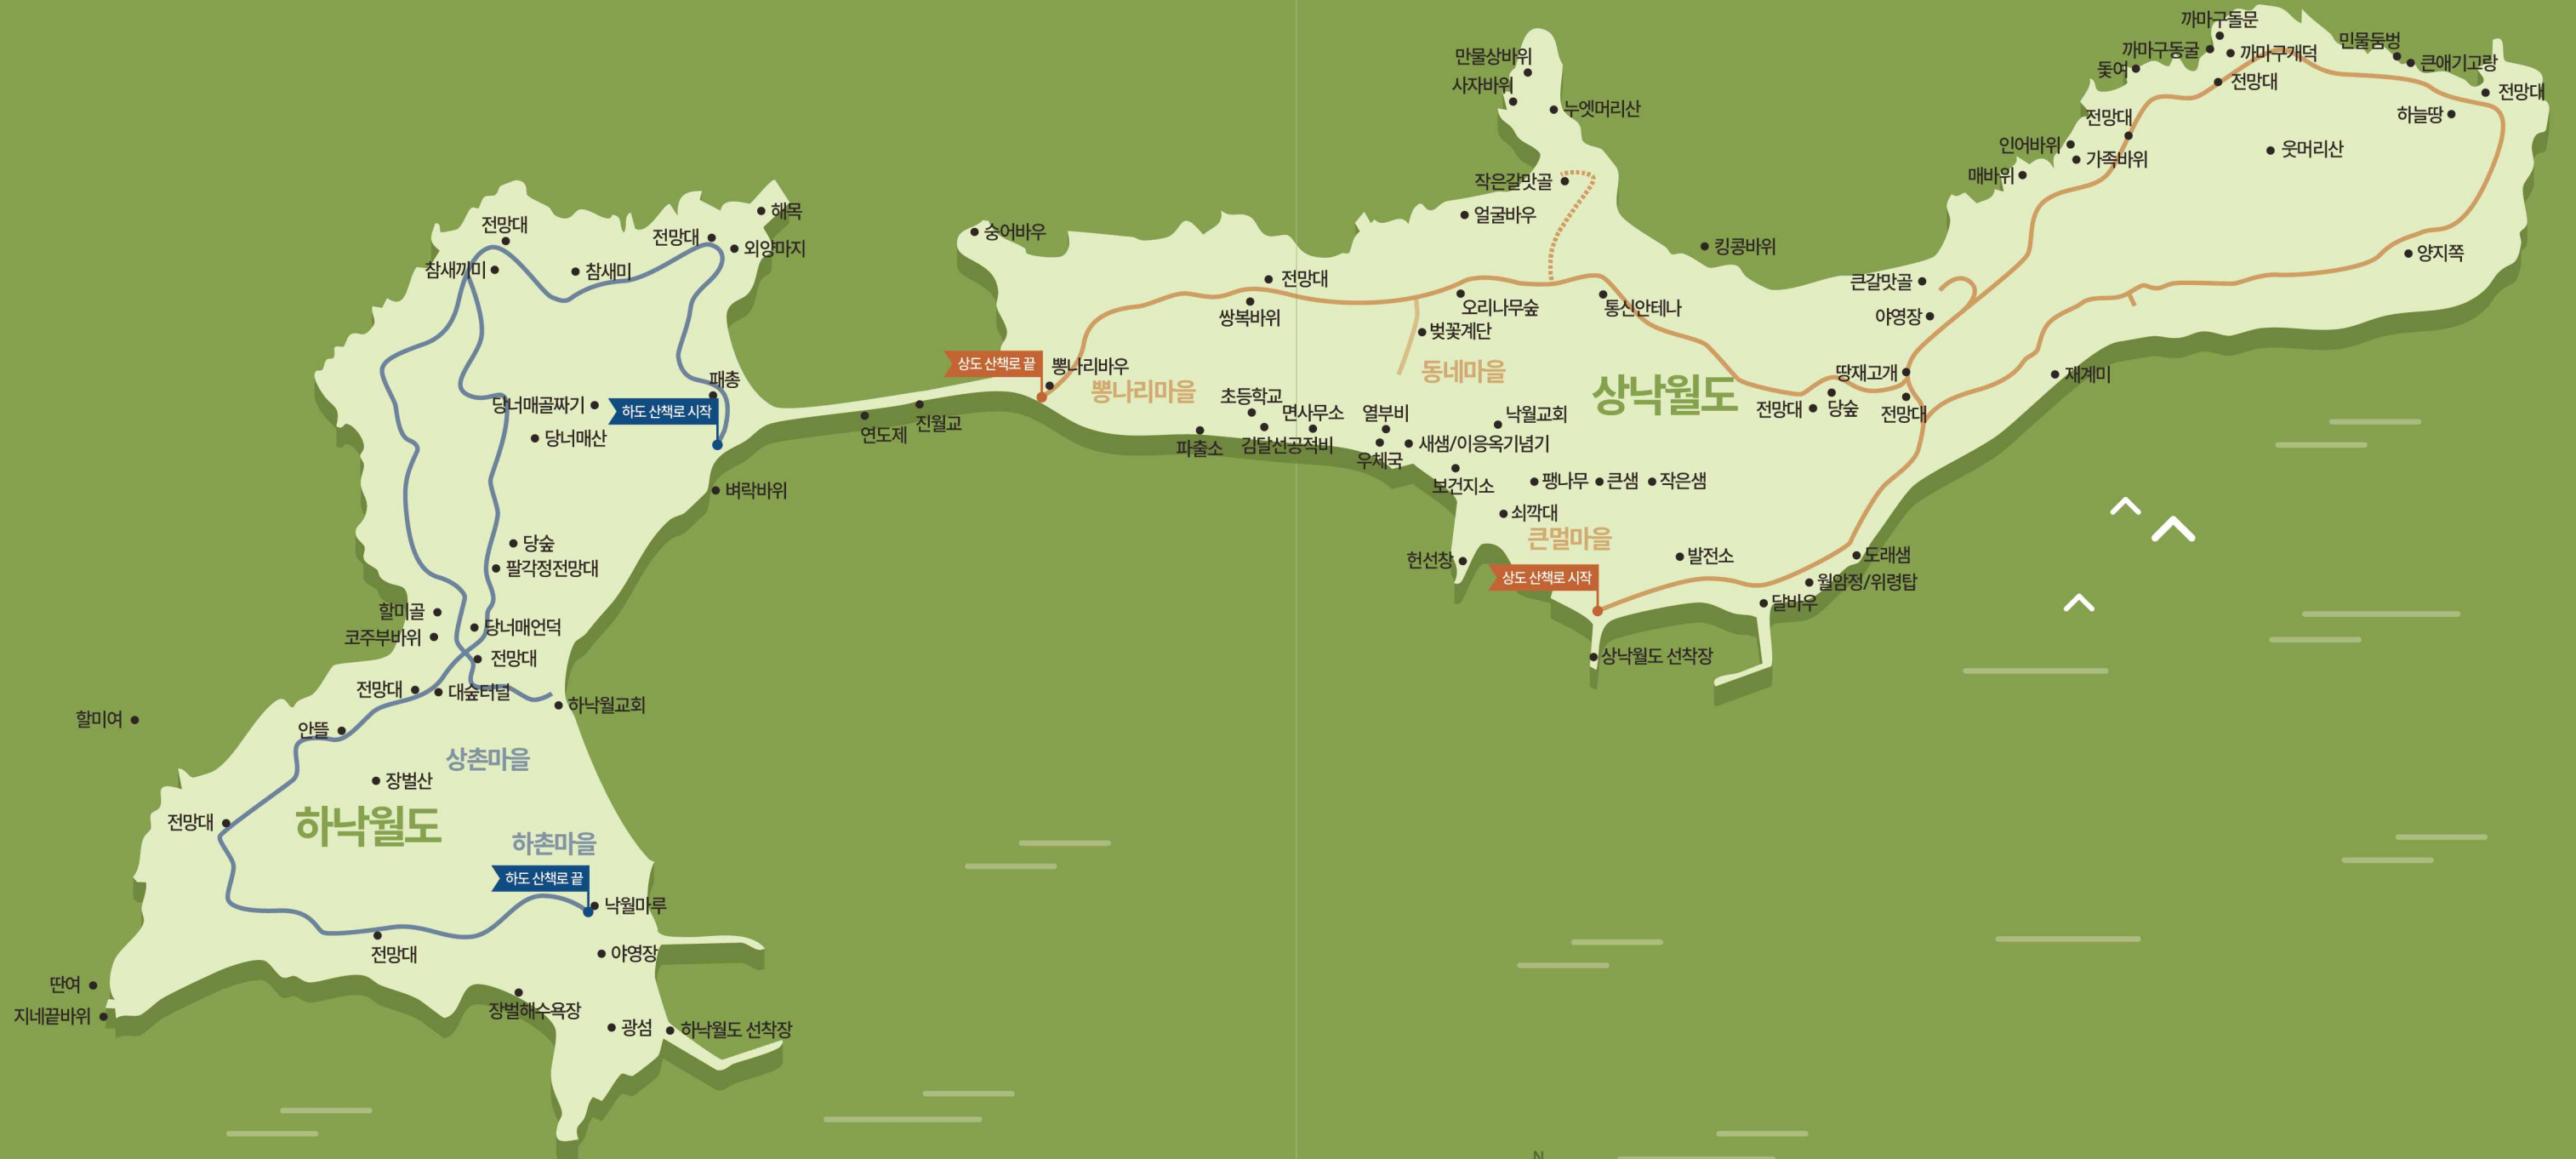 까마구돌문
까마구동굴
까마구개덕
민물둠벙
큰애기고랑
돛여
전망대
전망대
하늘땅
전망대
인어바위
가족바위
웃머리산
매바위
만물상바위
사자바위
누엣머리산
작은갈맛골
얼굴바우
킹콩바위
양지쪽
큰갈맛골
야영장
숭어바우
전망대
쌍복바위
오리나무숲
통신안테나
벚꽃계단
동네마을
상낙월도
상도 산책로 끝
뽕나리바우
뽕나리마을
땅재고개
재계미
전망대
당숲
전망대
초등학교
면사무소
열부비
낙월교회
파출소
김달선공적비
우체국
새샘/이응옥기념기
보건지소
팽나무
큰샘
작은샘
쇠깍대
큰멀마을
헌선창
발전소
도래샘
상도 산책로 시작
월암정/위령탑
달바우
상낙월도 선착장
연도제
진월교
해목
전망대
전망대
외양마지
참새끼미
참새미
패총
당너매골짜기
하도 산책로 시작
당너매산
벼락바위
당숲
팔각정전망대
할미골
코주부바위
당너매언덕
전망대
전망대
대숲터널
하낙월교회
할미여
안뜰
상촌마을
장벌산
하낙월도
전망대
하촌마을
하도 산책로 끝
낙월마루
전망대
야영장
딴여
지네끝바위
장벌해수욕장
광섬
하낙월도 선착장
N